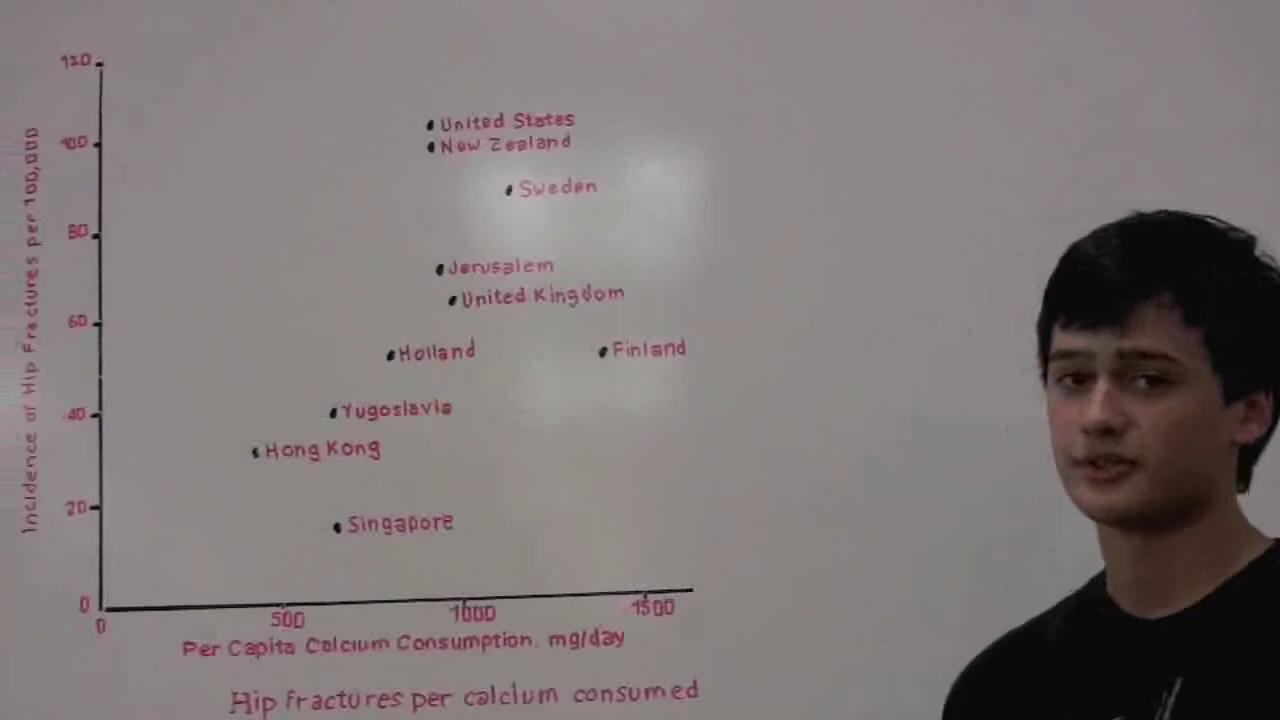 Incidence of Hip Fractures per 100,000
120
100
80
60
40
20
0
United States
New Zealand
Sweden
Jerusalem
United Kingdom
Holland
Finland
Yugoslavia
Hong Kong
Singapore
0
500
1000
1500
Per Capita Calcium Consumption. mg/day
Hip fractures per calcium consumed